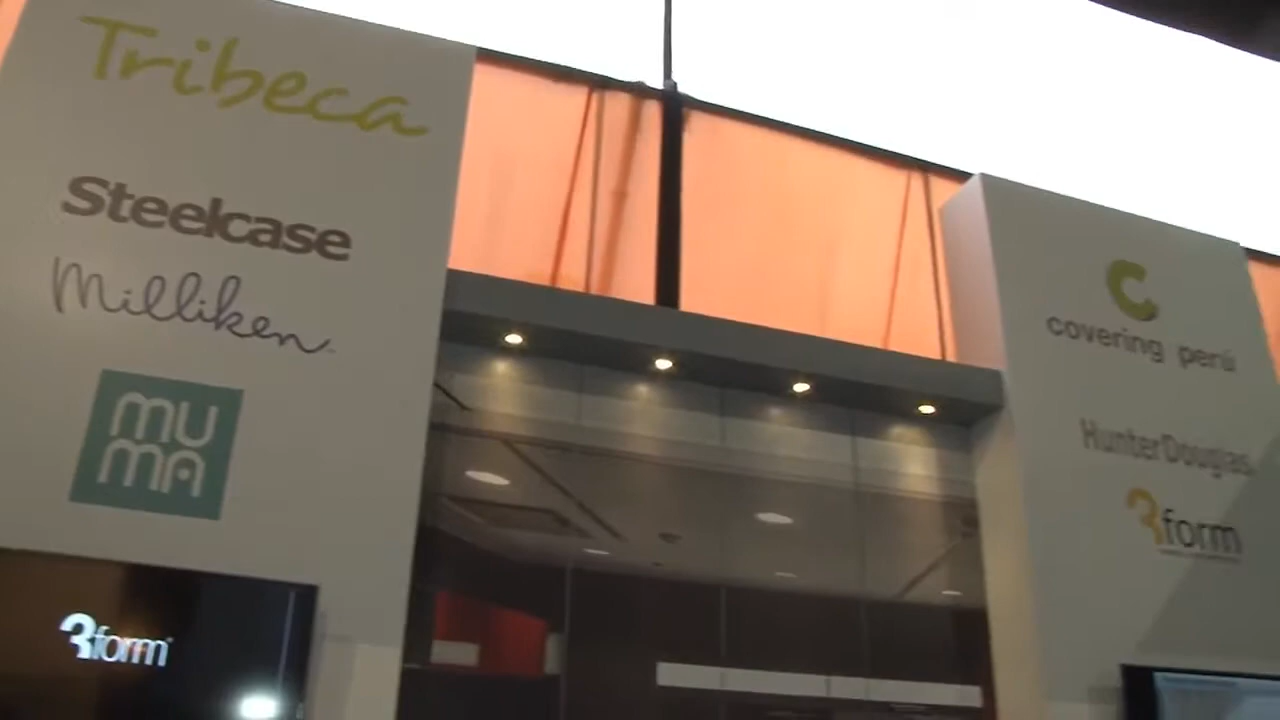 Tribeca
Steelcase
Milliken
MU
MA
3form
covering perú
HunterDouglas
3form